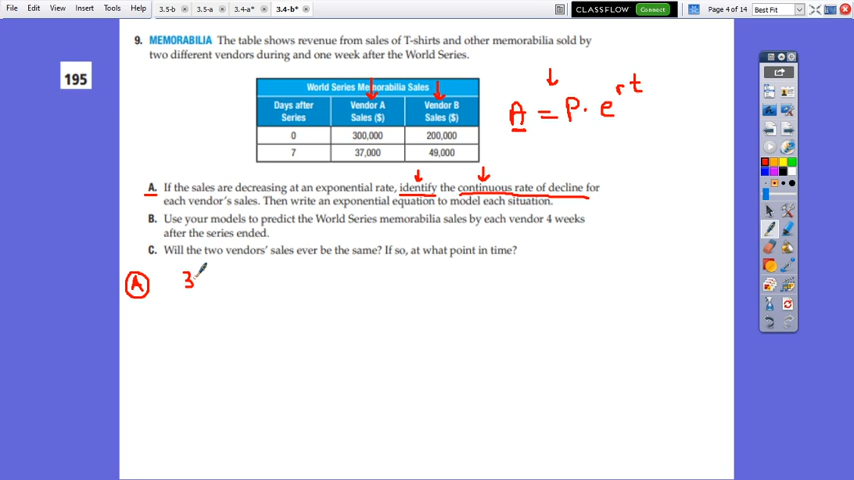 File Edit View Insert Tools Help
3.5-b 3.5-a 3.4-a* 3.4-b*
CLASSFLOW Connect
Page 4 of 14 Best Fit
195
9. MEMORABILIA The table shows revenue from sales of T-shirts and other memorabilia sold by
two different vendors during and one week after the World Series.
World Series Memorabilia Sales
Days after Series Vendor A Sales ($) Vendor B Sales ($)
0 300,000 200,000
7 37,000 49,000
A = P · e^rt
A. If the sales are decreasing at an exponential rate, identify the continuous rate of decline for
each vendor's sales. Then write an exponential equation to model each situation.
B. Use your models to predict the World Series memorabilia sales by each vendor 4 weeks
after the series ended.
C. Will the two vendors' sales ever be the same? If so, at what point in time?
A 3